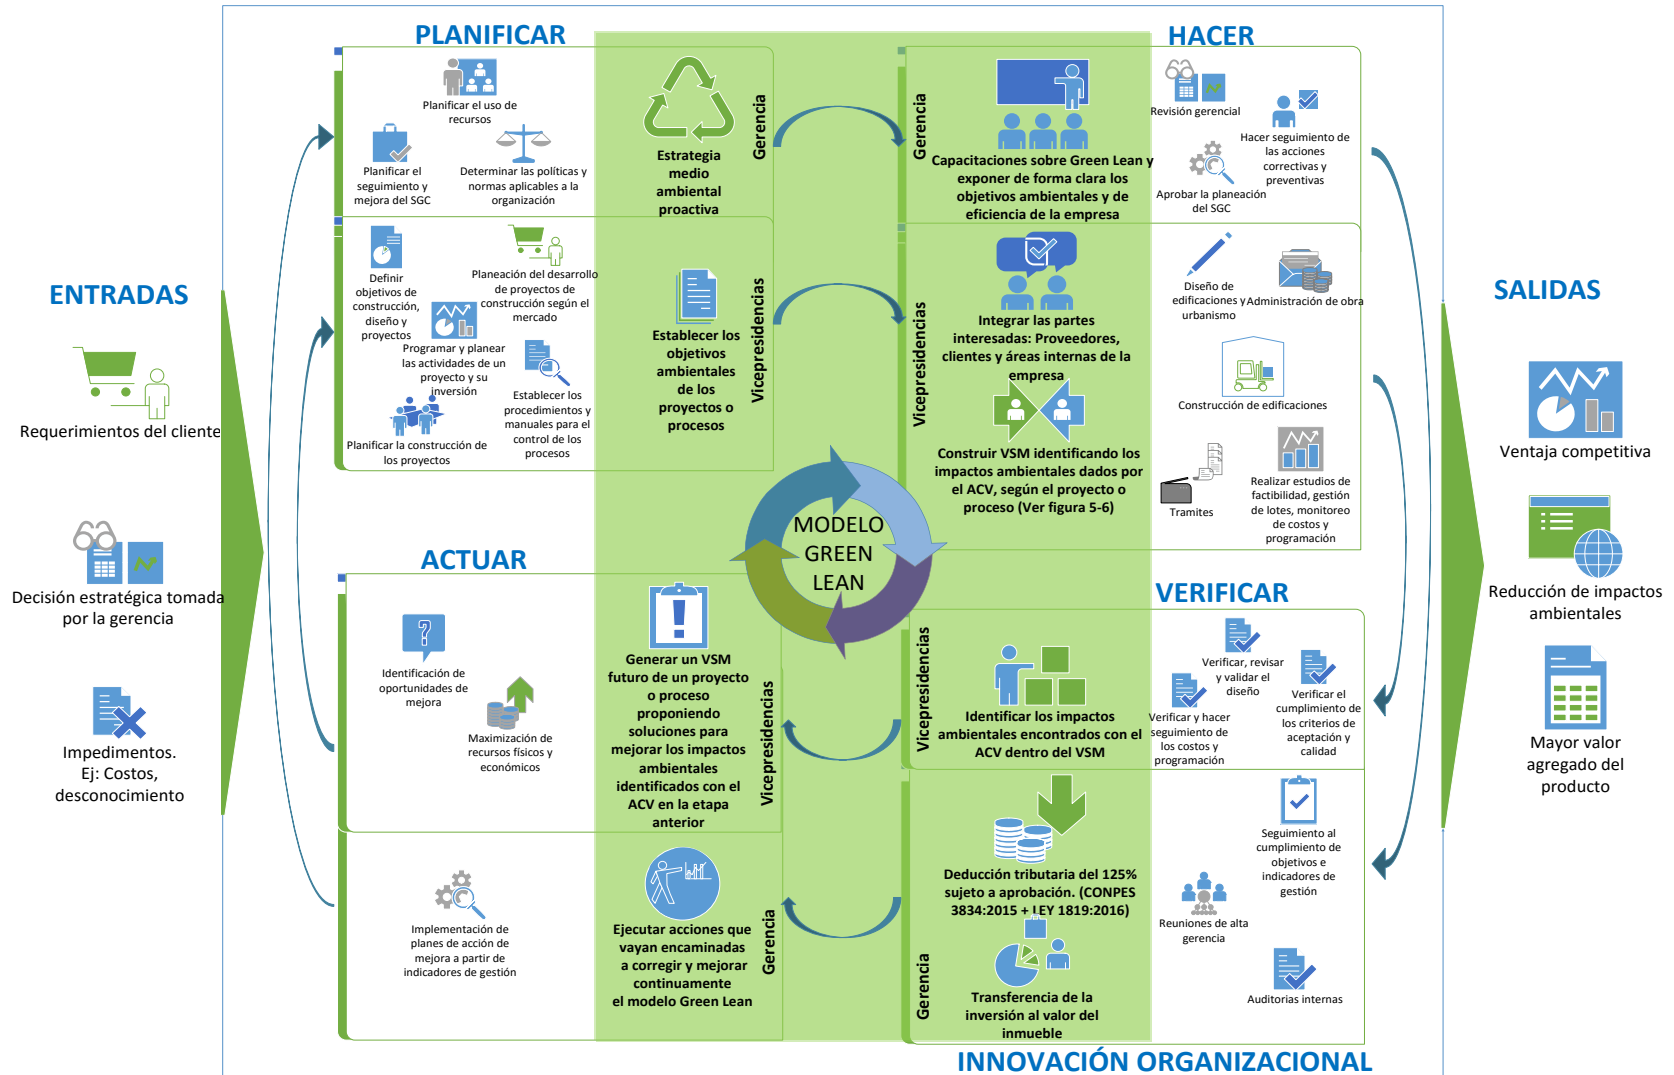 PLANIFICAR
HACER
ENTRADAS
SALIDAS
Requerimientos del cliente
Decisión estratégica tomada
por la gerencia
Impedimentos.
Ej: Costos,
desconocimiento
Planificar el uso de
recursos
Planificar el
seguimiento y
mejora del SGC
Determinar las políticas y
normas aplicables a la
organización
Estrategia
medio
ambiental
proactiva
Gerencia
Definir
objetivos de
construcción,
diseño y
proyectos
Planeación del desarrollo
de proyectos de
construcción según el
mercado
Programar y planear
las actividades de un
proyecto y su
inversión
Establecer los
procedimientos y
manuales para el
control de los
procesos
Planificar la construcción de
los proyectos
Establecer los
objetivos
ambientales
de los
proyectos o
procesos
Vicepresidencias
Gerencia
Capacitaciones sobre Green Lean y
exponer de forma clara los
objetivos ambientales y de
eficiencia de la empresa
Revisión gerencial
Hacer seguimiento de
las acciones
correctivas y
preventivas
Aprobar la planeación
del SGC
Vicepresidencias
Integrar las partes
interesadas: Proveedores,
clientes y áreas internas de la
empresa
Construir VSM identificando los
impactos ambientales dados por
el ACV, según el proyecto o
proceso (Ver figura 5-6)
Diseño de
edificaciones y
urbanismo
Administración de obra
Construcción de edificaciones
Tramites
Realizar estudios de
factibilidad, gestión
de lotes, monitoreo
de costos y
programación
MODELO
GREEN
LEAN
ACTUAR
VERIFICAR
Identificación de
oportunidades de
mejora
Maximización de
recursos físicos y
económicos
Generar un VSM
futuro de un proyecto
o proceso
proponiendo
soluciones para
mejorar los impactos
ambientales
identificados con el
ACV en la etapa
anterior
Vicepresidencias
Implementación de
planes de acción de
mejora a partir de
indicadores de gestión
Ejecutar acciones que
vayan encaminadas
a corregir y mejorar
continuamente
el modelo Green Lean
Gerencia
Vicepresidencias
Identificar los impactos
ambientales encontrados con el
ACV dentro del VSM
Verificar, revisar
y validar el
diseño
Verificar y hacer
seguimiento de
los costos y
programación
Verificar el
cumplimiento de
los criterios de
aceptación y
calidad
Gerencia
Deducción tributaria del 125%
sujeto a aprobación. (CONPES
3834:2015 + LEY 1819:2016)
Transferencia de la
inversión al valor del
inmueble
Seguimiento al
cumplimiento de
objetivos e
indicadores de
gestión
Reuniones de alta
gerencia
Auditorias internas
Ventaja competitiva
Reducción de impactos
ambientales
Mayor valor
agregado del
producto
INNOVACIÓN ORGANIZACIONAL